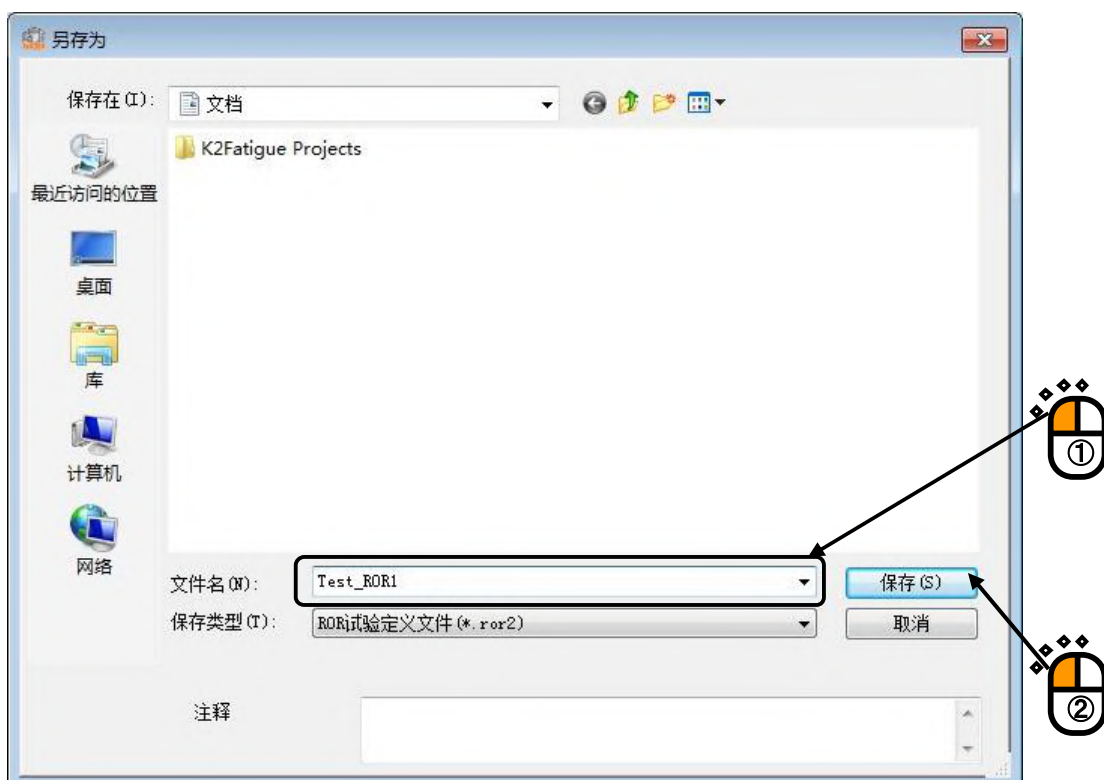 另存为
保存在(I):
文档
K2Fatigue Projects
最近访问的位置
桌面
库
计算机
网络
①
文件名(N):
Test_ROR1
保存(S)
保存类型(T):
ROR试验定义文件(*.ror2)
取消
②
注释